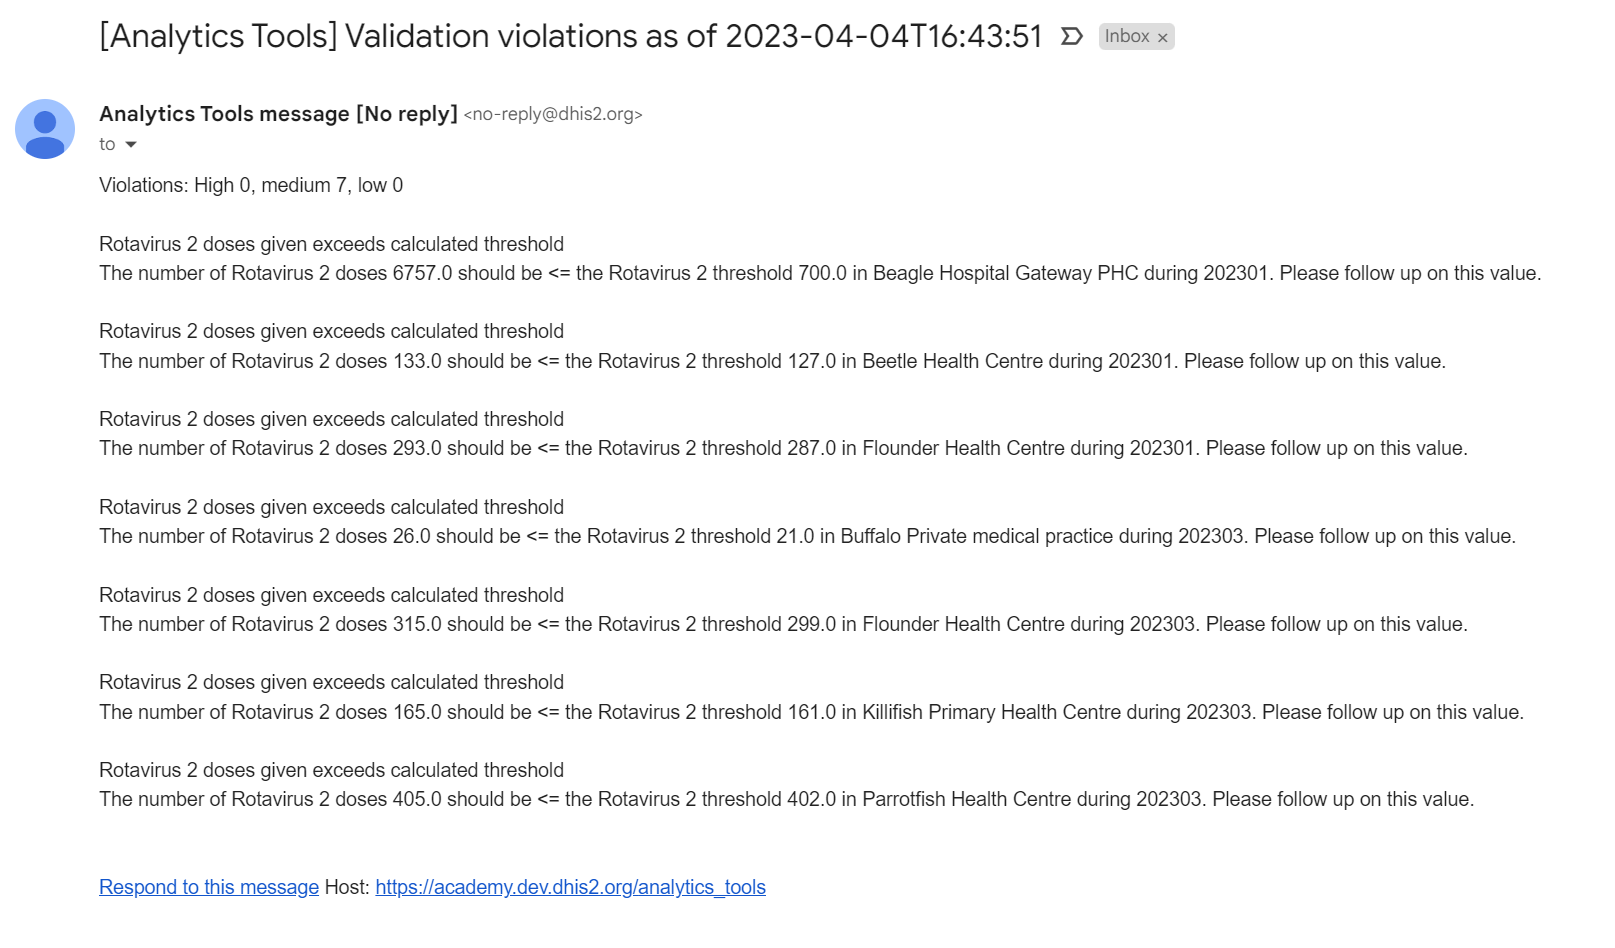 [Analytics Tools] Validation violations as of 2023-04-04T16:43:51 Inbox ×
Analytics Tools message [No reply] <no-reply@dhis2.org>
to
Violations: High 0, medium 7, low 0
Rotavirus 2 doses given exceeds calculated threshold
The number of Rotavirus 2 doses 6757.0 should be <= the Rotavirus 2 threshold 700.0 in Beagle Hospital Gateway PHC during 202301. Please follow up on this value.
Rotavirus 2 doses given exceeds calculated threshold
The number of Rotavirus 2 doses 133.0 should be <= the Rotavirus 2 threshold 127.0 in Beetle Health Centre during 202301. Please follow up on this value.
Rotavirus 2 doses given exceeds calculated threshold
The number of Rotavirus 2 doses 293.0 should be <= the Rotavirus 2 threshold 287.0 in Flounder Health Centre during 202301. Please follow up on this value.
Rotavirus 2 doses given exceeds calculated threshold
The number of Rotavirus 2 doses 26.0 should be <= the Rotavirus 2 threshold 21.0 in Buffalo Private medical practice during 202303. Please follow up on this value.
Rotavirus 2 doses given exceeds calculated threshold
The number of Rotavirus 2 doses 315.0 should be <= the Rotavirus 2 threshold 299.0 in Flounder Health Centre during 202303. Please follow up on this value.
Rotavirus 2 doses given exceeds calculated threshold
The number of Rotavirus 2 doses 165.0 should be <= the Rotavirus 2 threshold 161.0 in Killifish Primary Health Centre during 202303. Please follow up on this value.
Rotavirus 2 doses given exceeds calculated threshold
The number of Rotavirus 2 doses 405.0 should be <= the Rotavirus 2 threshold 402.0 in Parrotfish Health Centre during 202303. Please follow up on this value.
Respond to this message Host: https://academy.dev.dhis2.org/analytics_tools